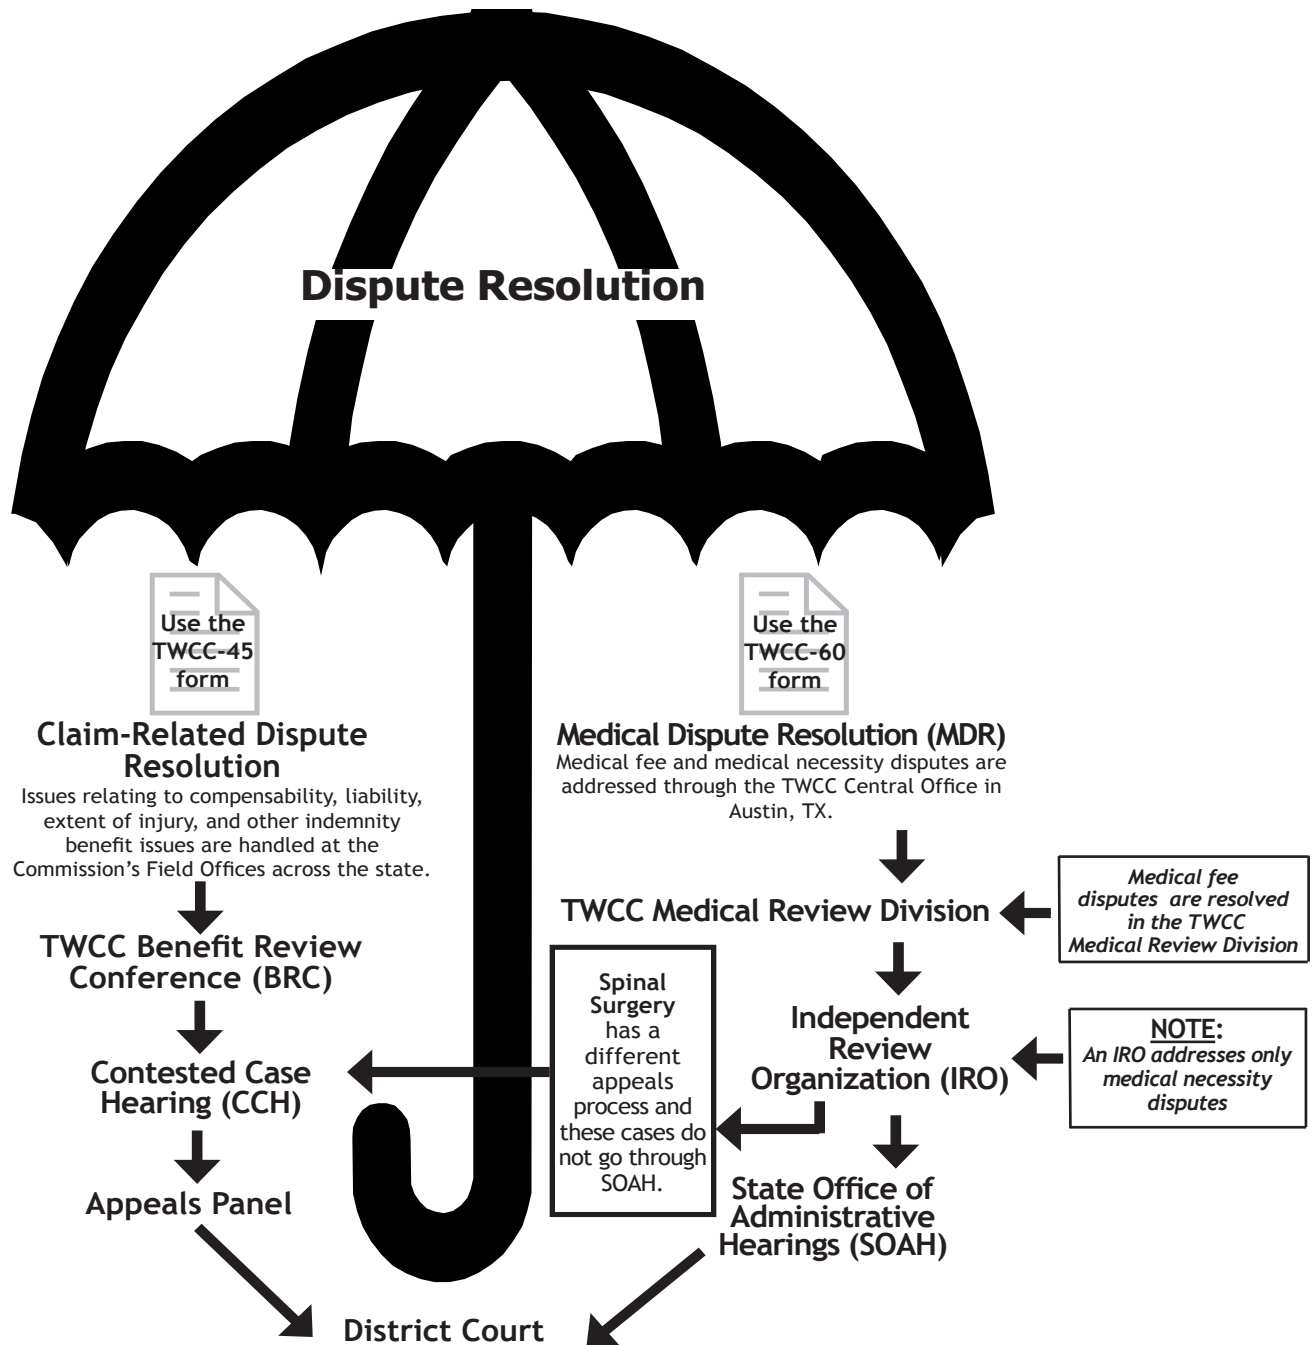 Dispute Resolution
Use the
TWCC-45
form
Claim-Related Dispute
Resolution
Issues relating to compensability, liability,
extent of injury, and other indemnity
benefit issues are handled at the
Commission’s Field Offices across the state.
TWCC Benefit Review
Conference (BRC)
Contested Case
Hearing (CCH)
Appeals Panel
Use the
TWCC-60
form
Medical Dispute Resolution (MDR)
Medical fee and medical necessity disputes are
addressed through the TWCC Central Office in
Austin, TX.
TWCC Medical Review Division
Medical fee
disputes are resolved
in the TWCC
Medical Review Division
Independent
Review
Organization (IRO)
NOTE:
An IRO addresses only
medical necessity
disputes
Spinal
Surgery
has a
different
appeals
process and
these cases do
not go through
SOAH.
State Office of
Administrative
Hearings (SOAH)
District Court